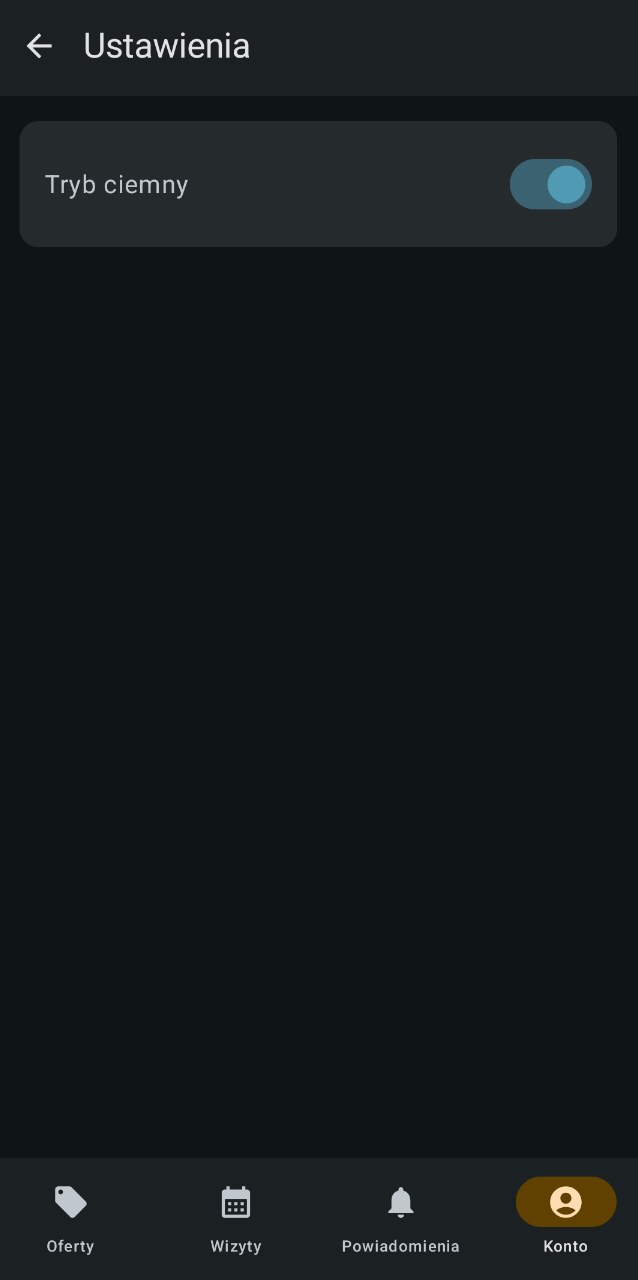 Ustawienia
Tryb ciemny
Oferty
Wizyty
Powiadomienia
Konto